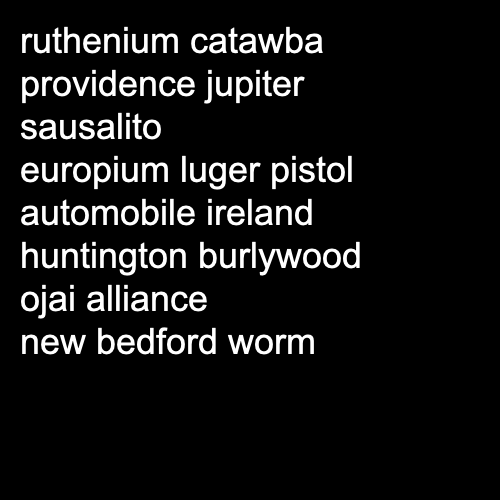 ruthenium catawba
providence jupiter
sausalito
europium luger pistol
automobile ireland
huntington burlywood
ojai alliance
new bedford worm